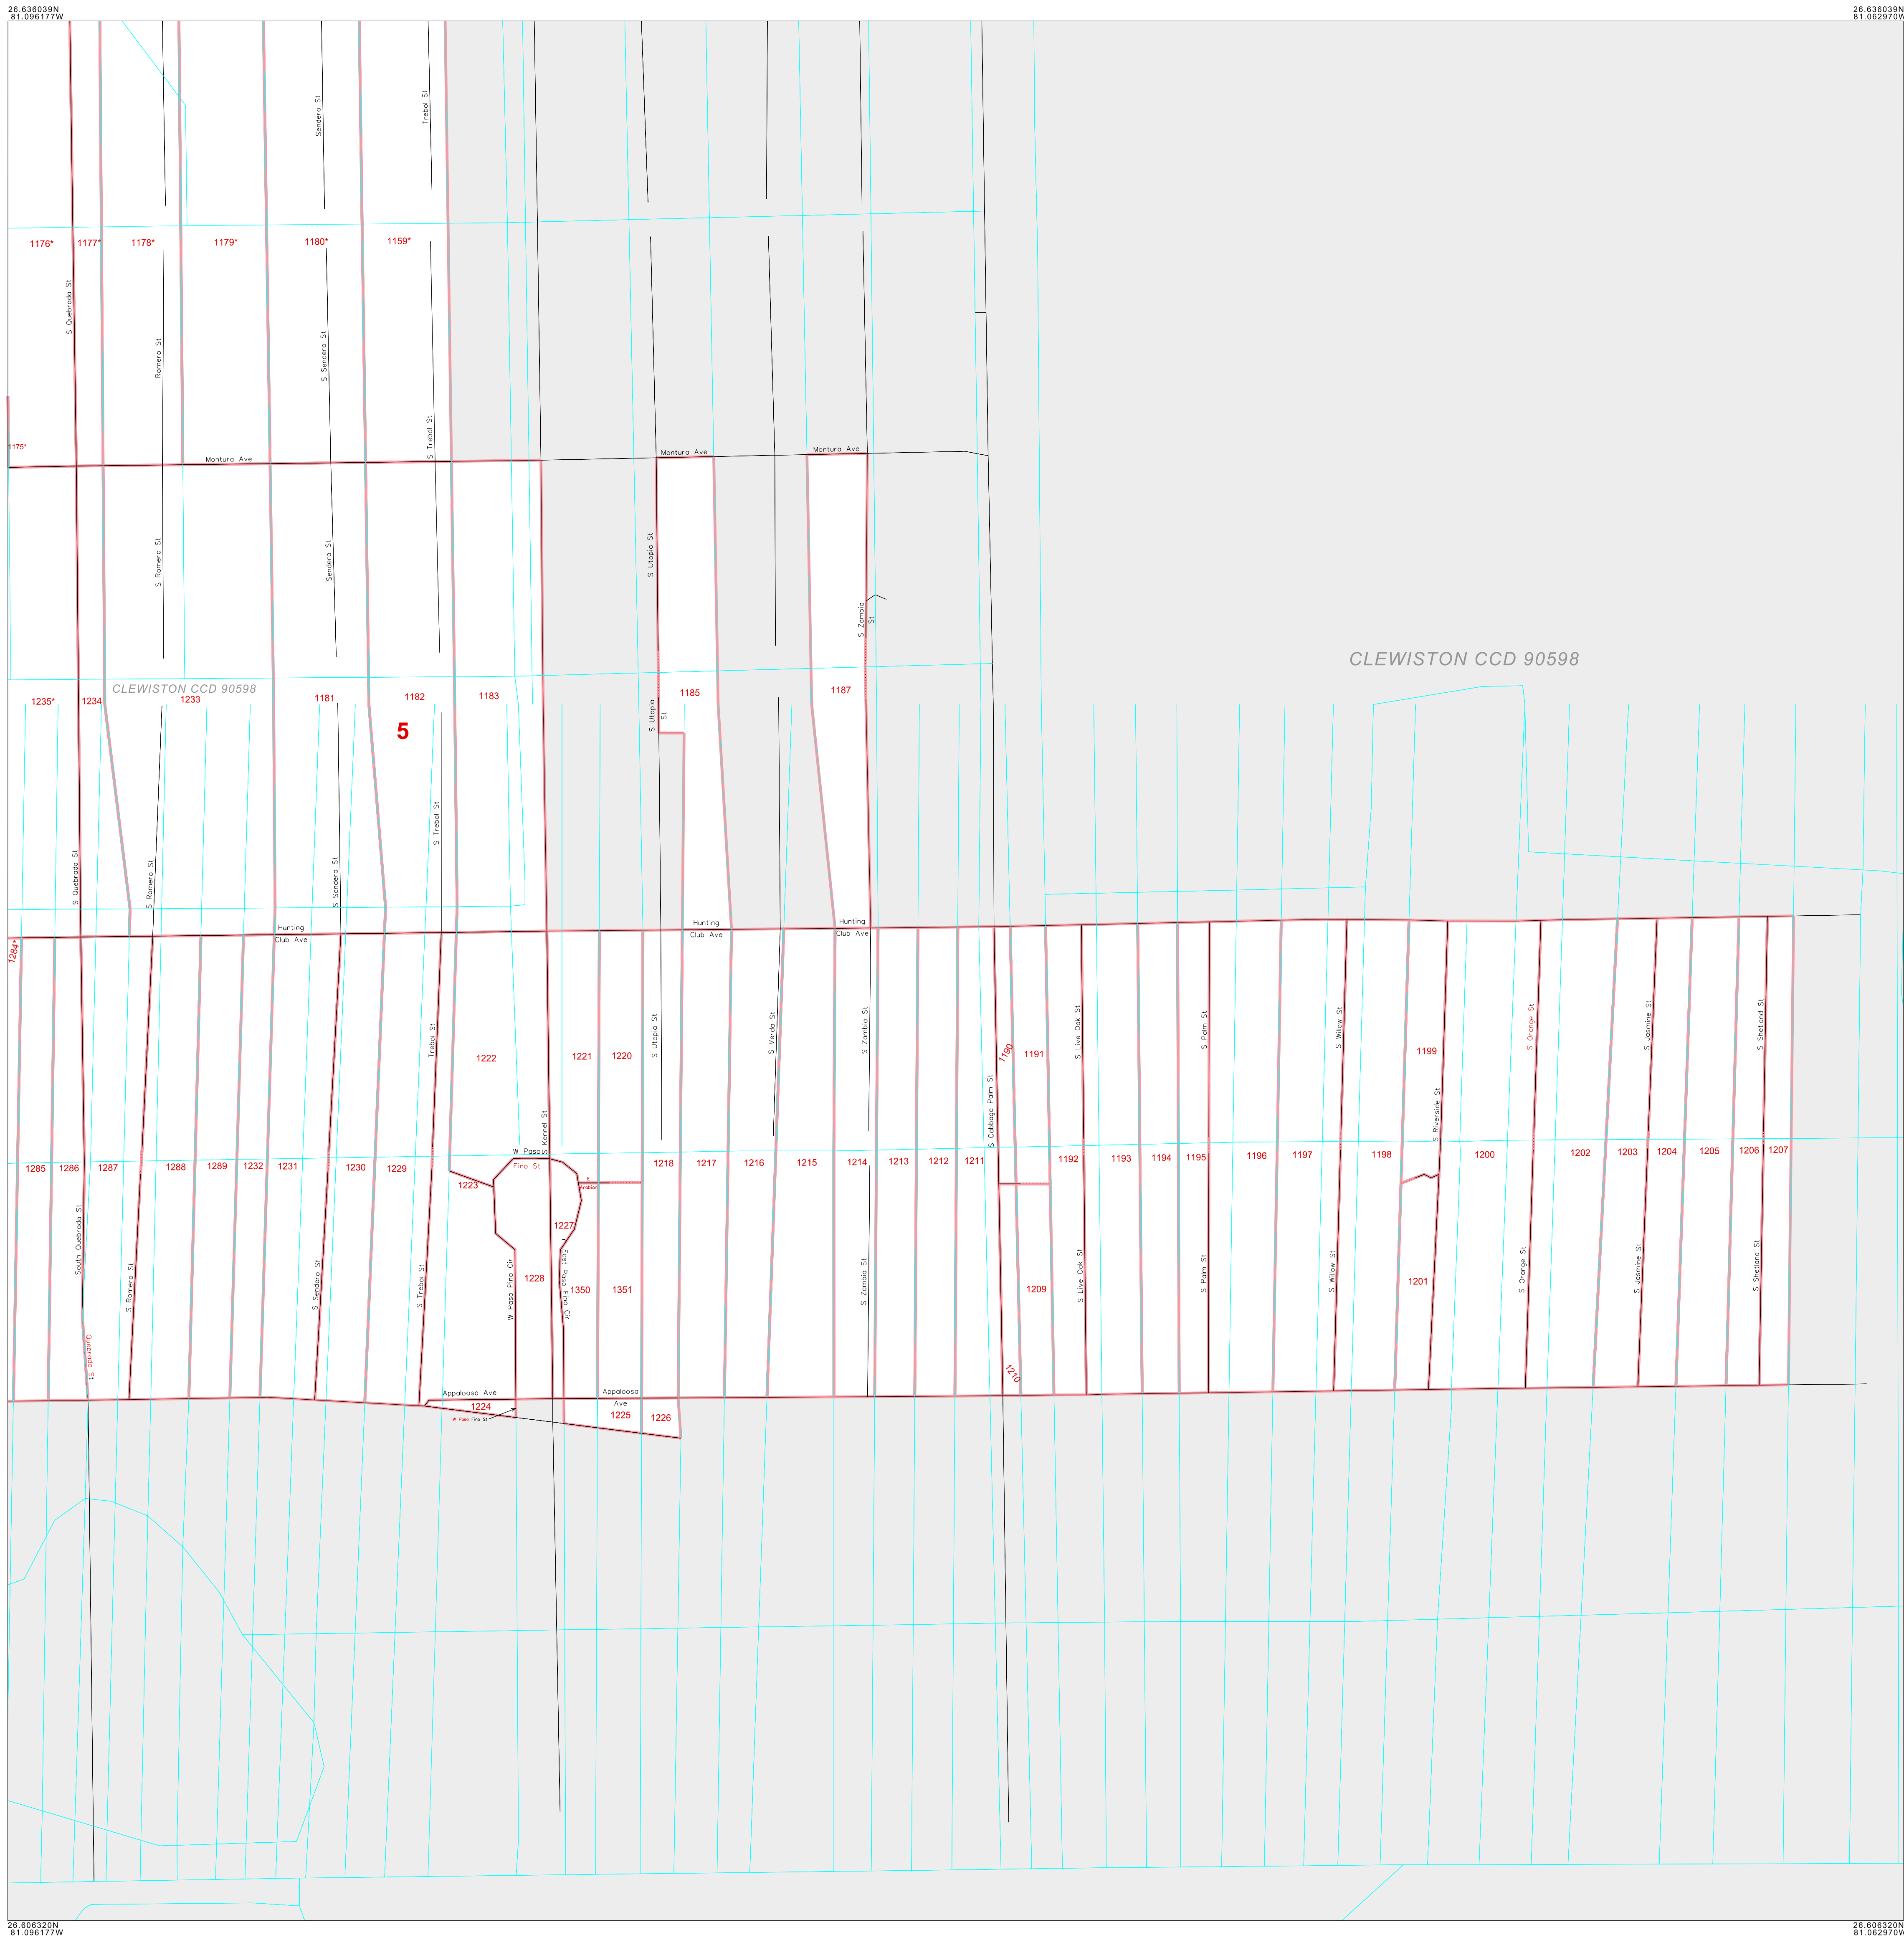 26.636039N
81.096177W
26.636039N
81.062970W
Sendero St
Trebol St
1176*
1177*
1178*
1179*
1180*
1159*
S Quebrada St
Romero St
S Sendero St
S Trebol St
1175*
Montura Ave
Montura Ave
Montura Ave
S Romero St
Sendero St
S Utopia St
S Zambia
St
CLEWISTON CCD 90598
CLEWISTON CCD 90598
1235*
1234
1233
1181
1182
1183
1185
1187
5
S Utopia
St
S Quebrada St
S Romero St
S Sendero St
S Trebol St
Hunting
Club Ave
Hunting
Club Ave
Hunting
Club Ave
1284*
Trebol St
1222
1221
1220
S Utopia St
S Verda St
S Zambia St
S Cabbage Palm St
1190
1191
S Live Oak St
S Palm St
S Willow St
1199
S Riverside St
S Orange St
S Jasmine St
S Shetland St
1285
1286
1287
1288
1289
1232
1231
1230
1229
1223
W Paso
Fino St
S Kennel St
Arabian
1218
1217
1216
1215
1214
1213
1212
1211
1192
1193
1194
1195
1196
1197
1198
1200
1202
1203
1204
1205
1206
1207
1227
South Quebrada St
S Romero St
S Sendero St
S Trebol St
W Paso Pino Cir
1228
East Paso Fino Cir
1350
1351
S Zambia St
1209
S Live Oak St
S Palm St
S Willow St
1201
S Orange St
S Jasmine St
S Shetland St
Quebrada St
1210
Appaloosa Ave
Appaloosa
Ave
1224
W Paso Fino St
1225
1226
26.606320N
81.096177W
26.606320N
81.062970W